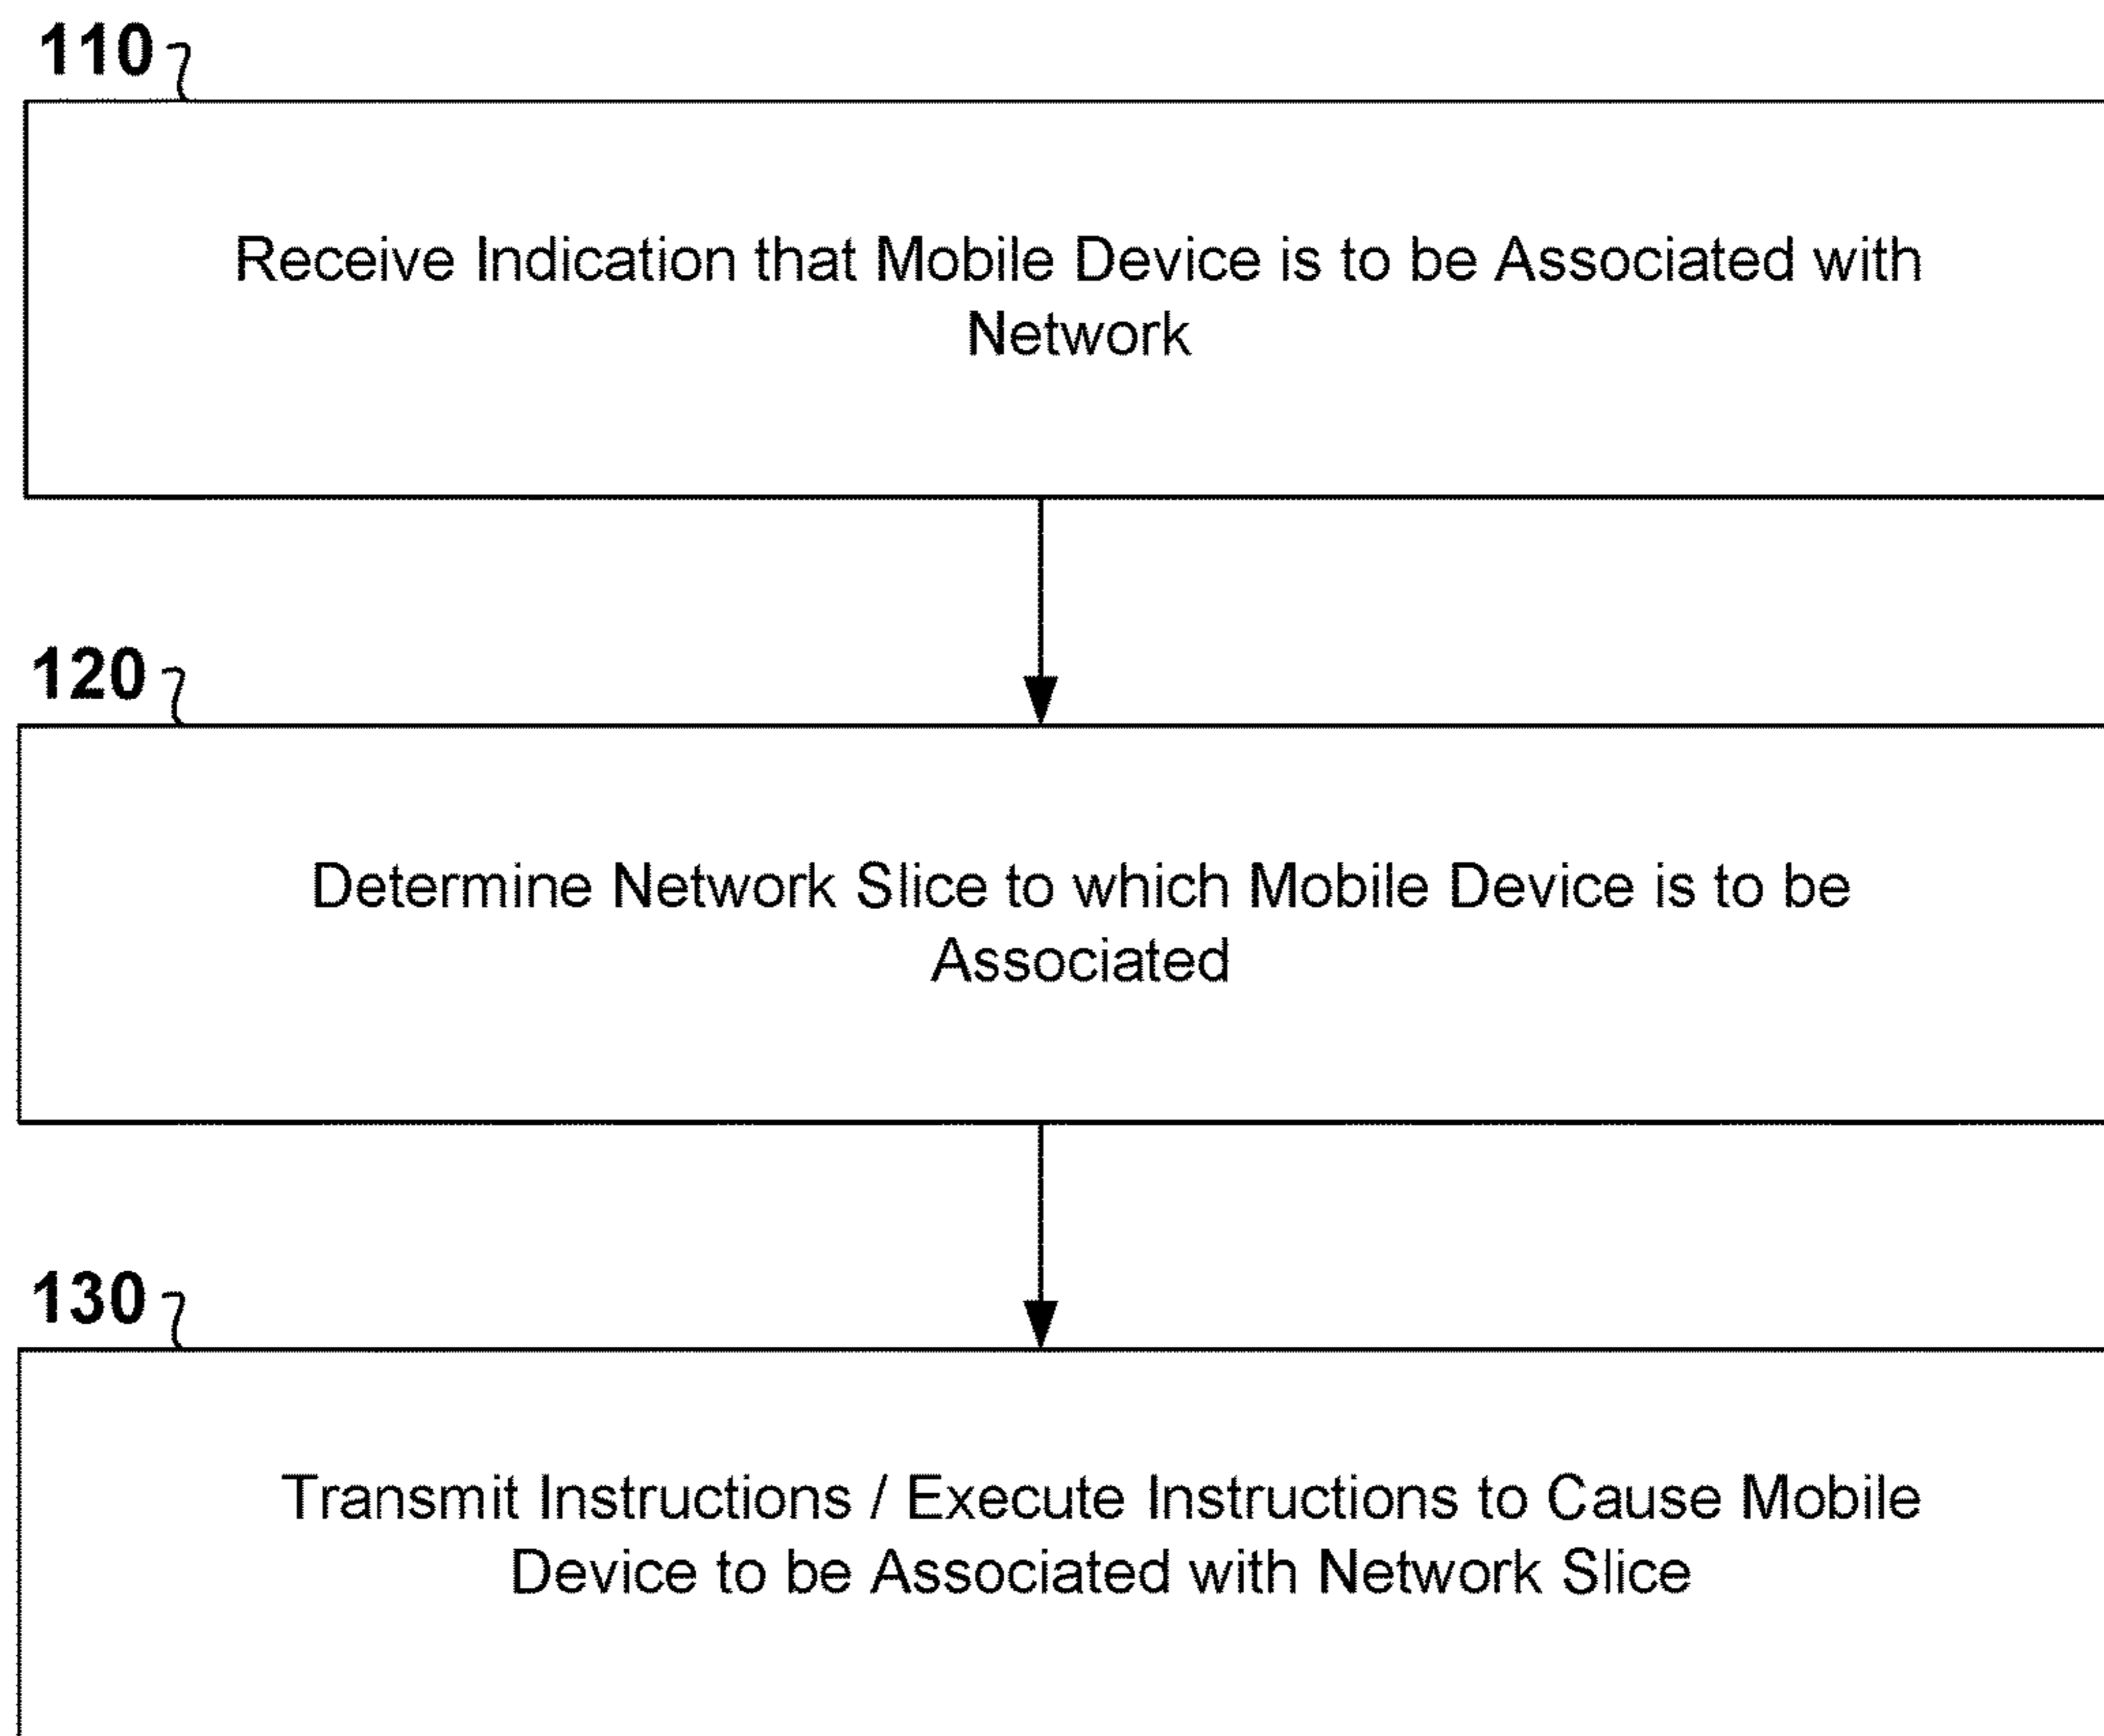 110
Receive Indication that Mobile Device is to be Associated with
Network
120
Determine Network Slice to which Mobile Device is to be
Associated
130
Transmit Instructions / Execute Instructions to Cause Mobile
Device to be Associated with Network Slice